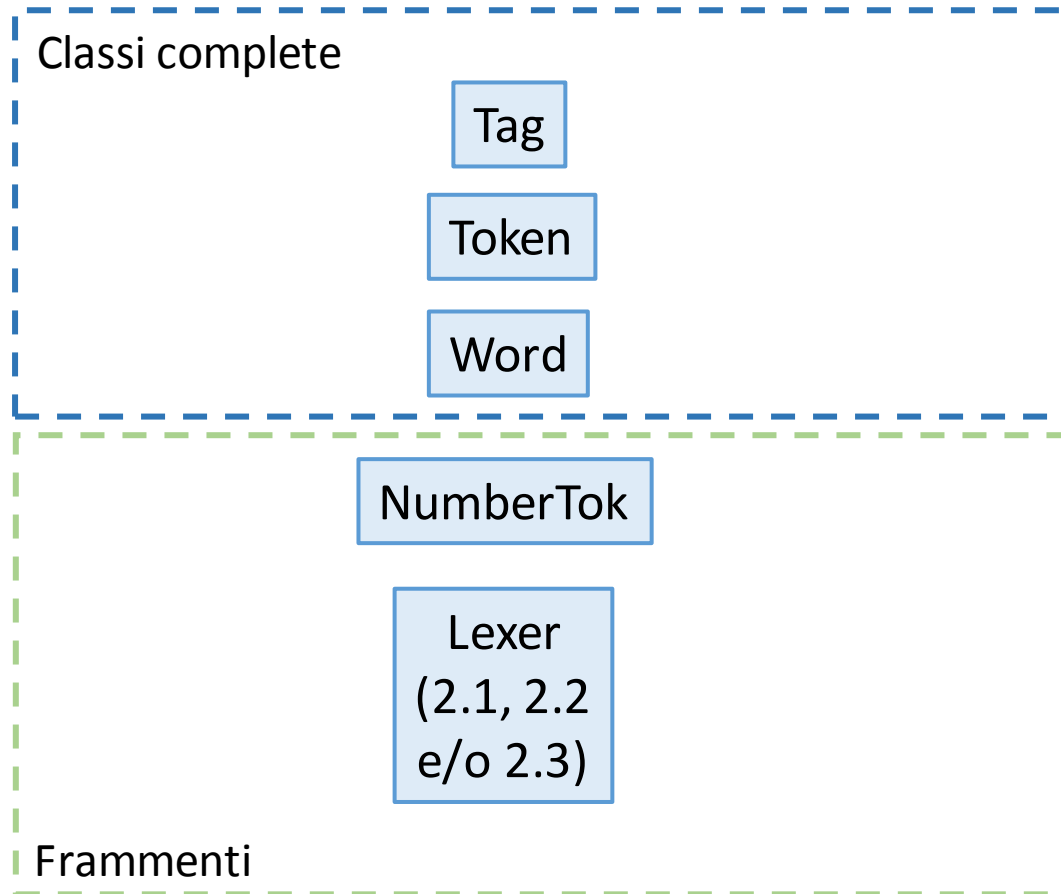 Classi complete
Tag
Token
Word
NumberTok
Lexer
(2.1, 2.2
e/o 2.3)
Frammenti